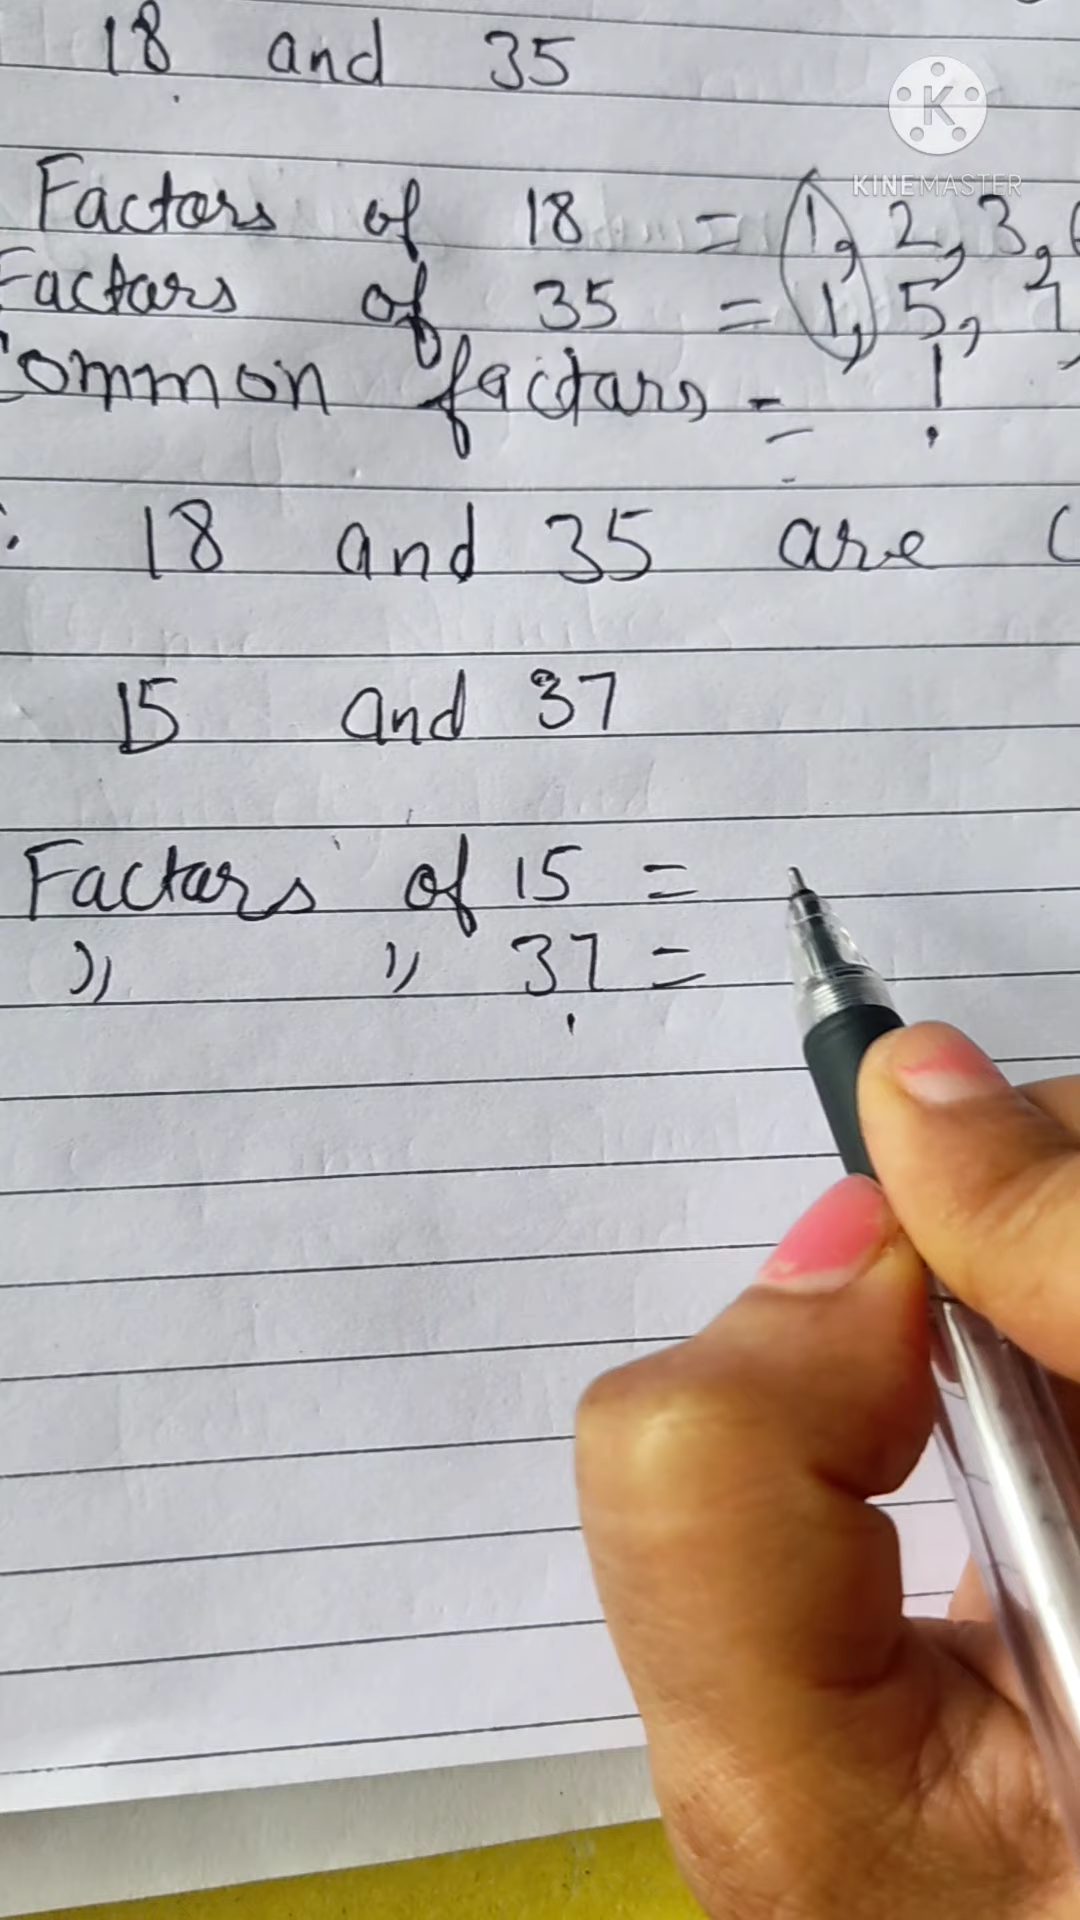 18 and 35
KINEMASTER
Factors of 18 = 1, 2, 3,
Factors of 35 = 1, 5, 7
Common factors = 1
18 and 35 are
15 and 37
Factors of 15 =
,, ,, 37 =